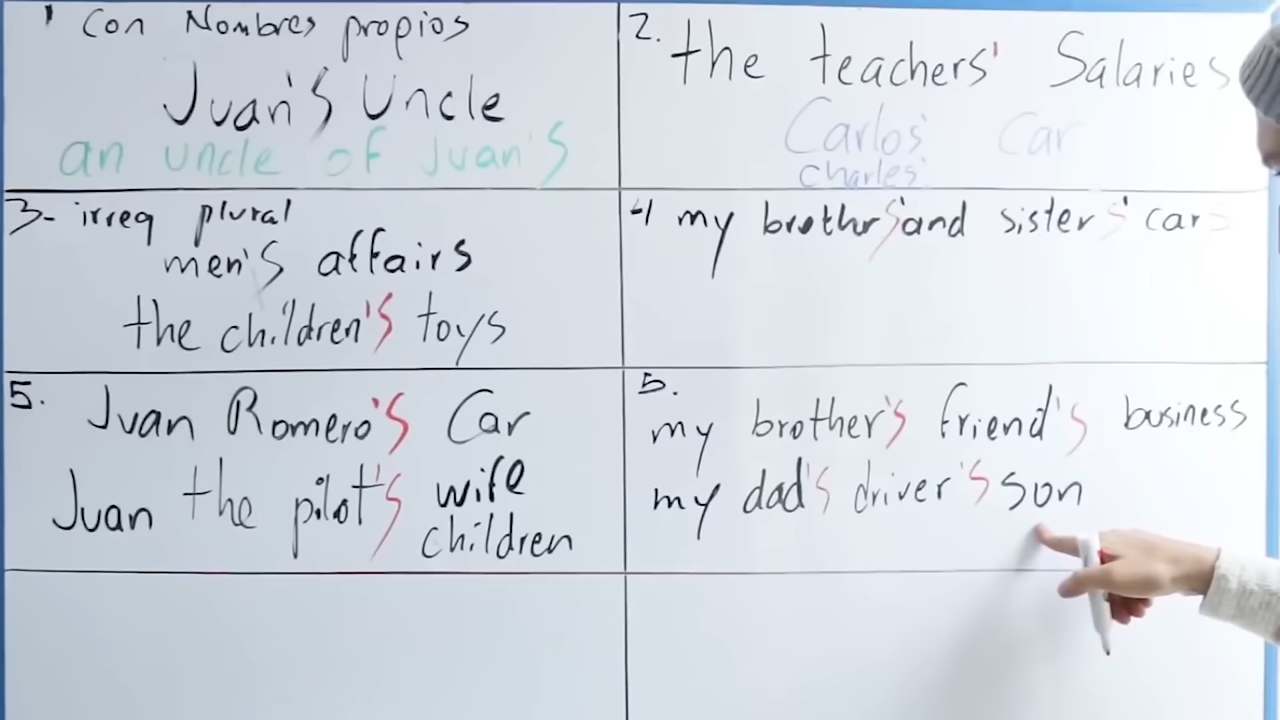 1 Con Nombres propios
Juan's Uncle
an uncle of Juan's
2. the teachers' Salaries
Carlos' Car
charles'
3- irreg plural
men's affairs
the children's toys
4 my brothr's and sister's cars
5. Juan Romero's Car
Juan the pilot's wife
children
5.
my brother's friend's business
my dad's driver's son